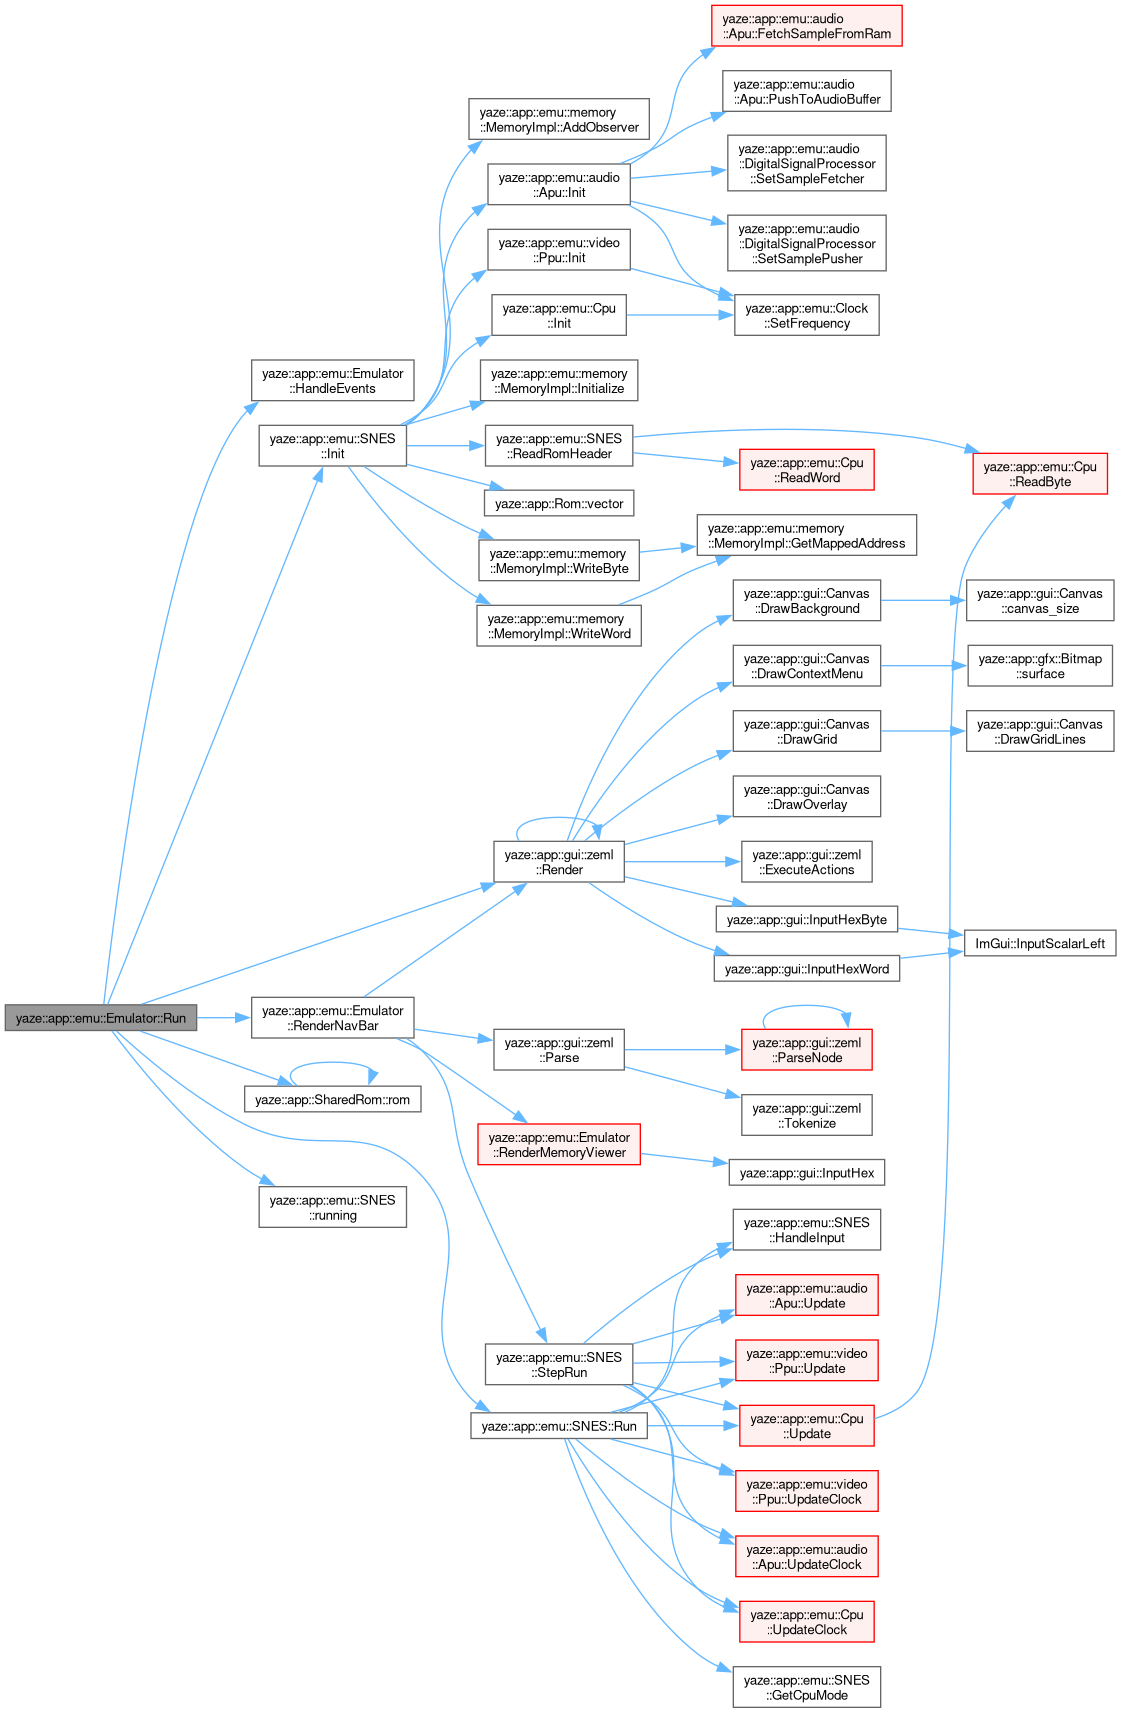 yaze::app::emu::audio
::Apu::FetchSampleFromRam
yaze::app::emu::audio
::Apu::PushToAudioBuffer
yaze::app::emu::memory
::MemoryImpl::AddObserver
yaze::app::emu::audio
::DigitalSignalProcessor
::SetSampleFetcher
yaze::app::emu::audio
::Apu::Init
yaze::app::emu::audio
::DigitalSignalProcessor
::SetSamplePusher
yaze::app::emu::video
::Ppu::Init
yaze::app::emu::Cpu
::Init
yaze::app::emu::Clock
::SetFrequency
yaze::app::emu::Emulator
::HandleEvents
yaze::app::emu::memory
::MemoryImpl::Initialize
yaze::app::emu::SNES
::Init
yaze::app::emu::SNES
::ReadRomHeader
yaze::app::emu::Cpu
::ReadWord
yaze::app::emu::Cpu
::ReadByte
yaze::app::Rom::vector
yaze::app::emu::memory
::MemoryImpl::GetMappedAddress
yaze::app::emu::memory
::MemoryImpl::WriteByte
yaze::app::emu::memory
::MemoryImpl::WriteWord
yaze::app::gui::Canvas
::DrawBackground
yaze::app::gui::Canvas
::canvas_size
yaze::app::gui::Canvas
::DrawContextMenu
yaze::app::gfx::Bitmap
::surface
yaze::app::gui::Canvas
::DrawGrid
yaze::app::gui::Canvas
::DrawGridLines
yaze::app::gui::Canvas
::DrawOverlay
yaze::app::gui::zeml
::Render
yaze::app::gui::zeml
::ExecuteActions
yaze::app::gui::InputHexByte
ImGui::InputScalarLeft
yaze::app::gui::InputHexWord
yaze::app::emu::Emulator::Run
yaze::app::emu::Emulator
::RenderNavBar
yaze::app::gui::zeml
::Parse
yaze::app::gui::zeml
::ParseNode
yaze::app::SharedRom::rom
yaze::app::gui::zeml
::Tokenize
yaze::app::emu::Emulator
::RenderMemoryViewer
yaze::app::gui::InputHex
yaze::app::emu::SNES
::running
yaze::app::emu::SNES
::HandleInput
yaze::app::emu::audio
::Apu::Update
yaze::app::emu::SNES
::StepRun
yaze::app::emu::video
::Ppu::Update
yaze::app::emu::SNES::Run
yaze::app::emu::Cpu
::Update
yaze::app::emu::video
::Ppu::UpdateClock
yaze::app::emu::audio
::Apu::UpdateClock
yaze::app::emu::Cpu
::UpdateClock
yaze::app::emu::SNES
::GetCpuMode